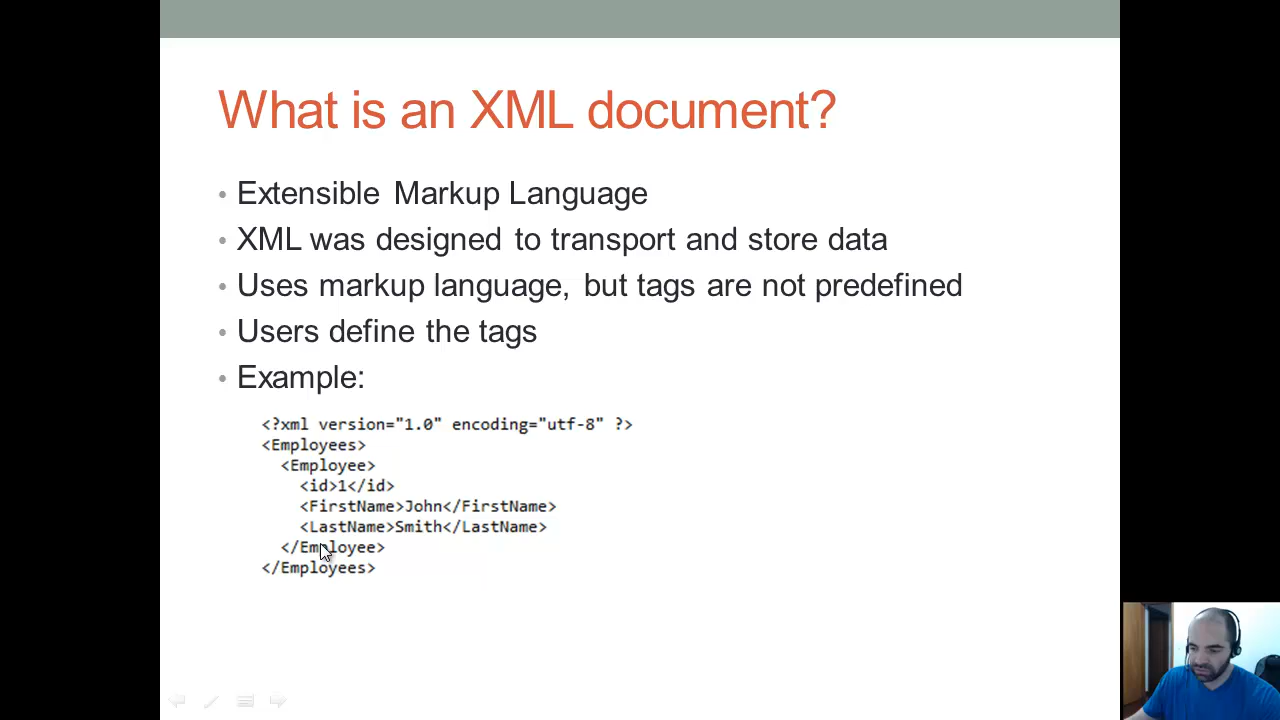 What is an XML document?
• Extensible Markup Language
• XML was designed to transport and store data
• Uses markup language, but tags are not predefined
• Users define the tags
• Example:
<?xml version="1.0" encoding="utf-8" ?>
<Employees>
  <Employee>
    <id>1</id>
    <FirstName>John</FirstName>
    <LastName>Smith</LastName>
  </Employee>
</Employees>